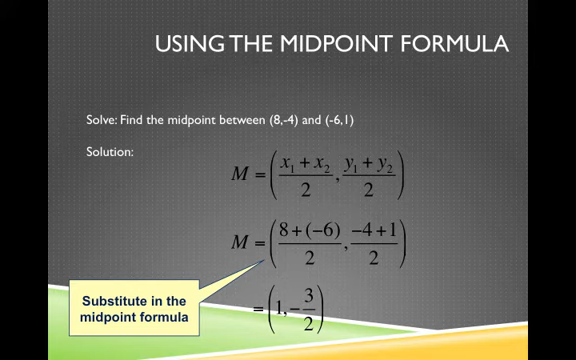 USING THE MIDPOINT FORMULA
Solve: Find the midpoint between (8,-4) and (-6,1)
Solution:
M = ( (x₁ + x₂)/2 , (y₁ + y₂)/2 )
M = ( (8 + (−6))/2 , (−4 + 1)/2 )
Substitute in the
midpoint formula
= ( 1, − 3/2 )